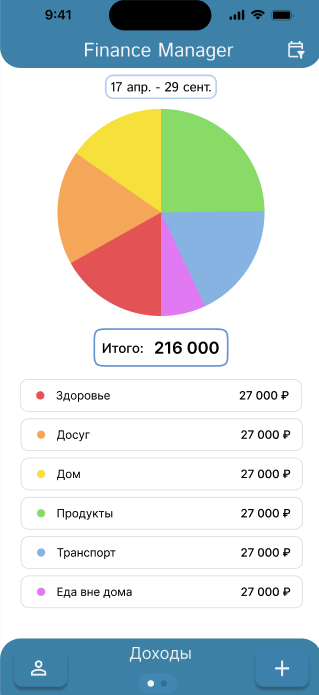 9:41
Finance Manager
17 апр. - 29 сент.
Итого: 216 000
Здоровье 27 000 ₽
Досуг 27 000 ₽
Дом 27 000 ₽
Продукты 27 000 ₽
Транспорт 27 000 ₽
Еда вне дома 27 000 ₽
Доходы